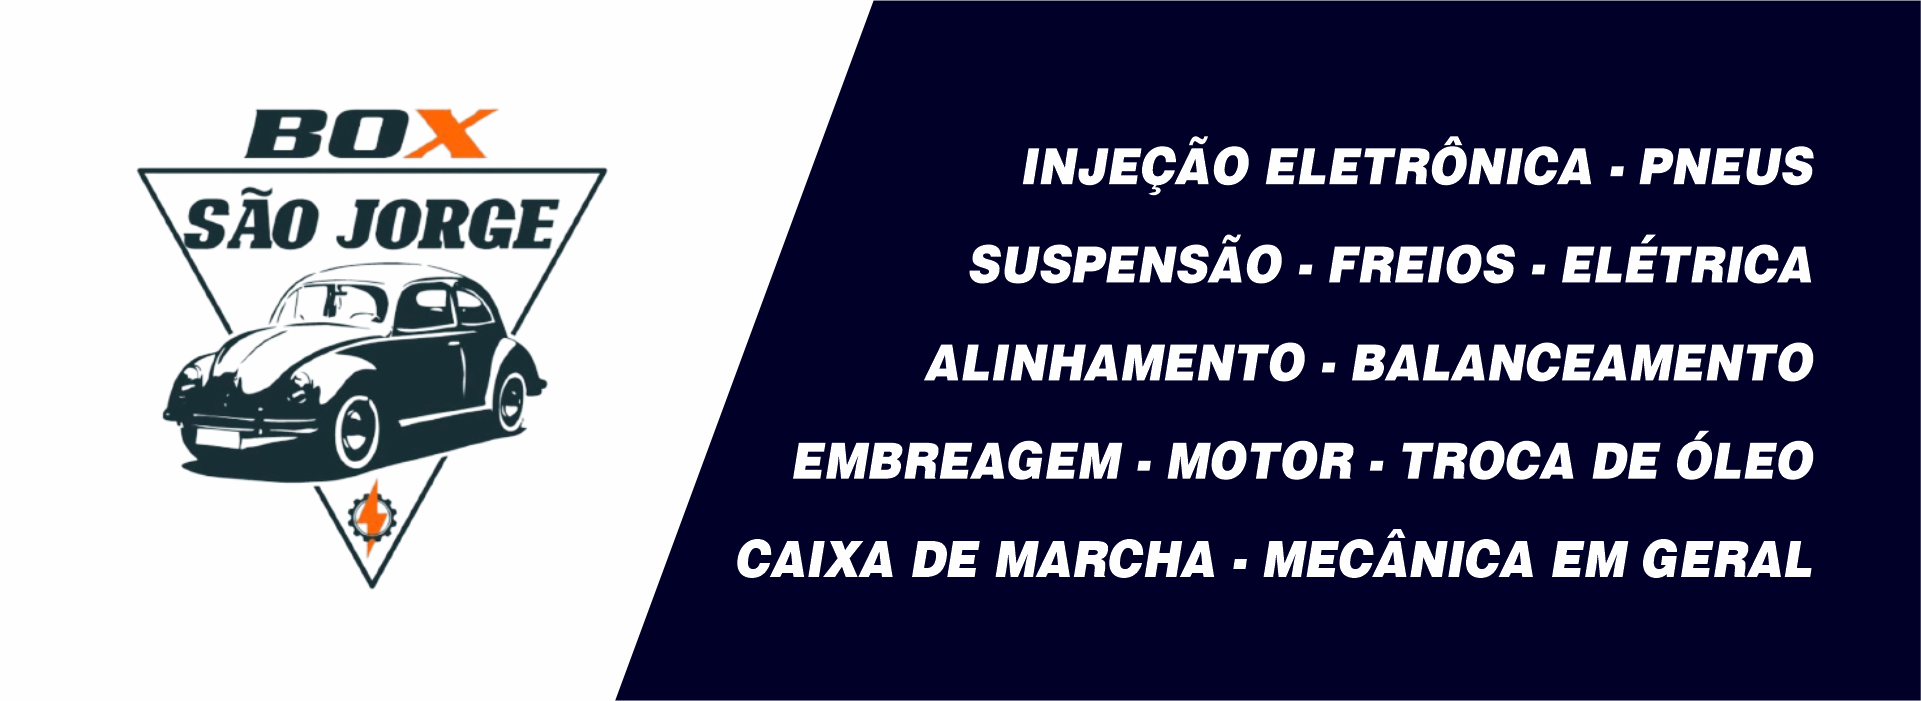 BOX
SÃO JORGE
INJEÇÃO ELETRÔNICA - PNEUS
SUSPENSÃO - FREIOS - ELÉTRICA
ALINHAMENTO - BALANCEAMENTO
EMBREAGEM - MOTOR - TROCA DE ÓLEO
CAIXA DE MARCHA - MECÂNICA EM GERAL